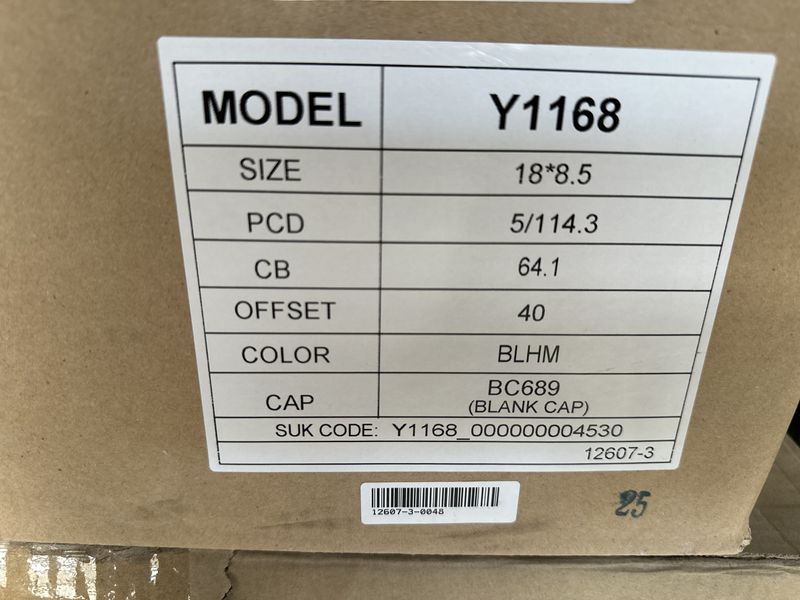 MODEL Y1168
SIZE 18*8.5
PCD 5/114.3
CB 64.1
OFFSET 40
COLOR BLHM
CAP BC689
(BLANK CAP)
SUK CODE: Y1168_000000004530
12607-3
12607-3-0048
25